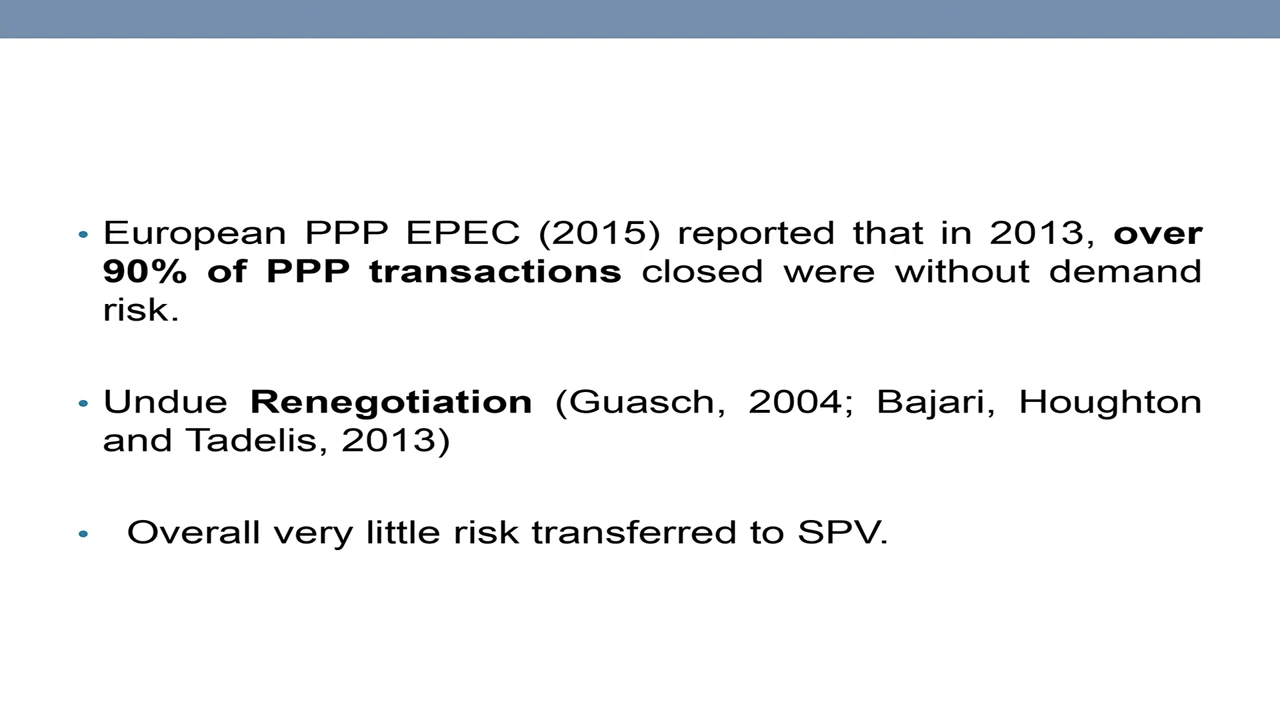 • European PPP EPEC (2015) reported that in 2013, over
90% of PPP transactions closed were without demand
risk.
• Undue Renegotiation (Guasch, 2004; Bajari, Houghton
and Tadelis, 2013)
• Overall very little risk transferred to SPV.